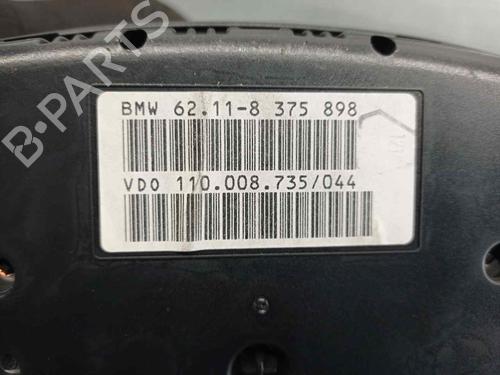 BMW 62.11-8 375 898
VDO 110.008.735/044
B-PARTS